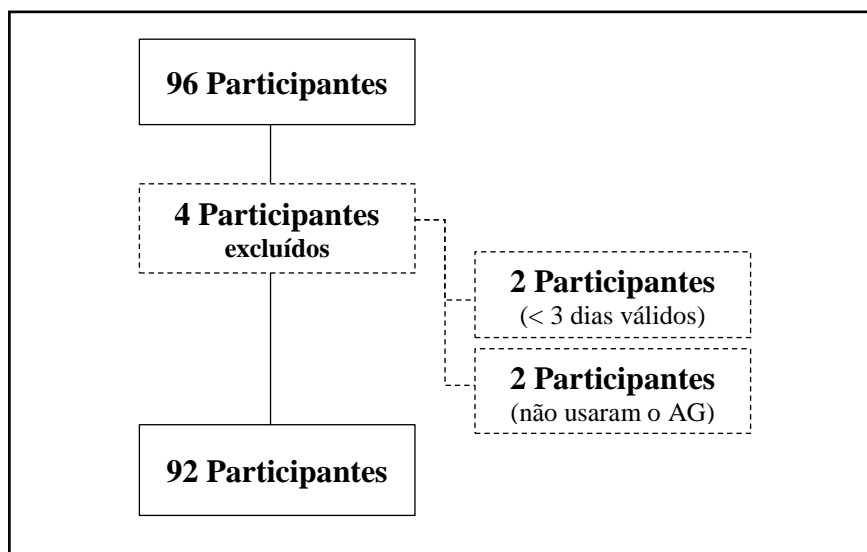 96 Participantes
4 Participantes
excluídos
2 Participantes
(< 3 dias válidos)
2 Participantes
(não usaram o AG)
92 Participantes